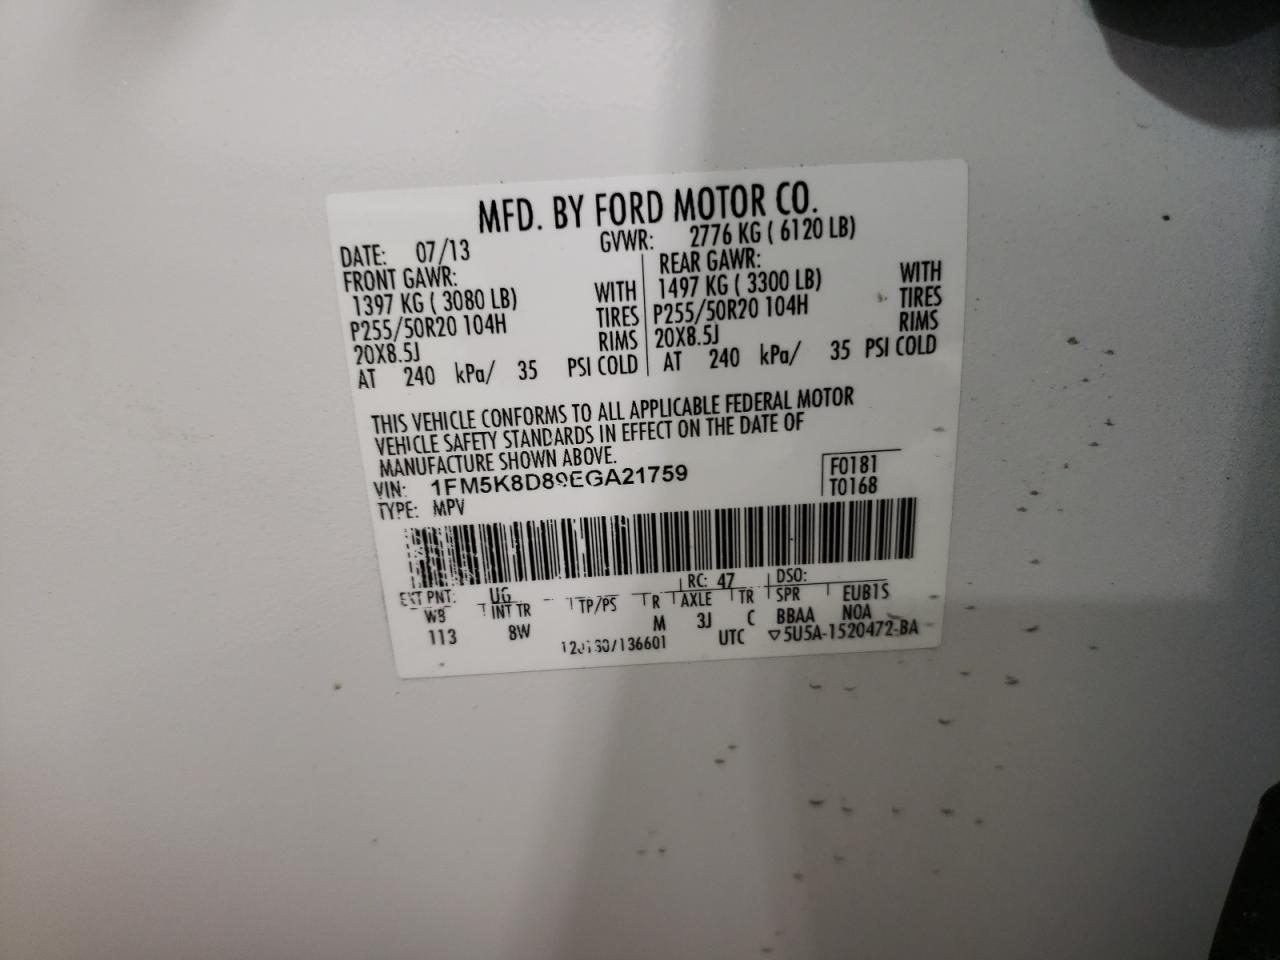 MFD. BY FORD MOTOR CO.
DATE: 07/13 GVWR: 2776 KG ( 6120 LB)
FRONT GAWR:
1397 KG ( 3080 LB) WITH
P255/50R20 104H TIRES
20X8.5J RIMS
AT 240 kPa/ 35 PSI COLD
REAR GAWR:
1497 KG ( 3300 LB) WITH
P255/50R20 104H TIRES
20X8.5J RIMS
AT 240 kPa/ 35 PSI COLD
THIS VEHICLE CONFORMS TO ALL APPLICABLE FEDERAL MOTOR
VEHICLE SAFETY STANDARDS IN EFFECT ON THE DATE OF
MANUFACTURE SHOWN ABOVE.
VIN: 1FM5K8D89EGA21759
TYPE: MPV
F0181
T0168
EXT PNT: UG RC: 47 DSO:
WB INT TR TP/PS R AXLE TR SPR EUB1S
113 8W M 3J C BBAA N0A
UTC ▽5U5A-1520472-BA